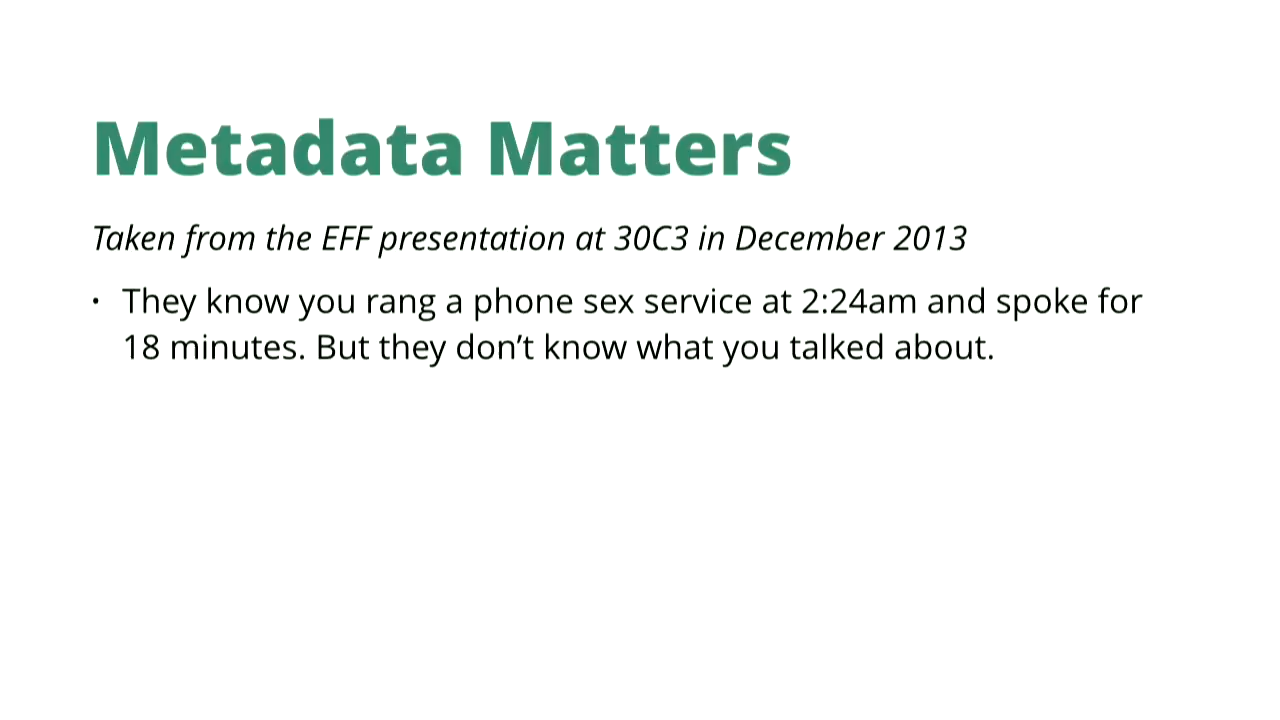 Metadata Matters
Taken from the EFF presentation at 30C3 in December 2013
• They know you rang a phone sex service at 2:24am and spoke for
18 minutes. But they don’t know what you talked about.